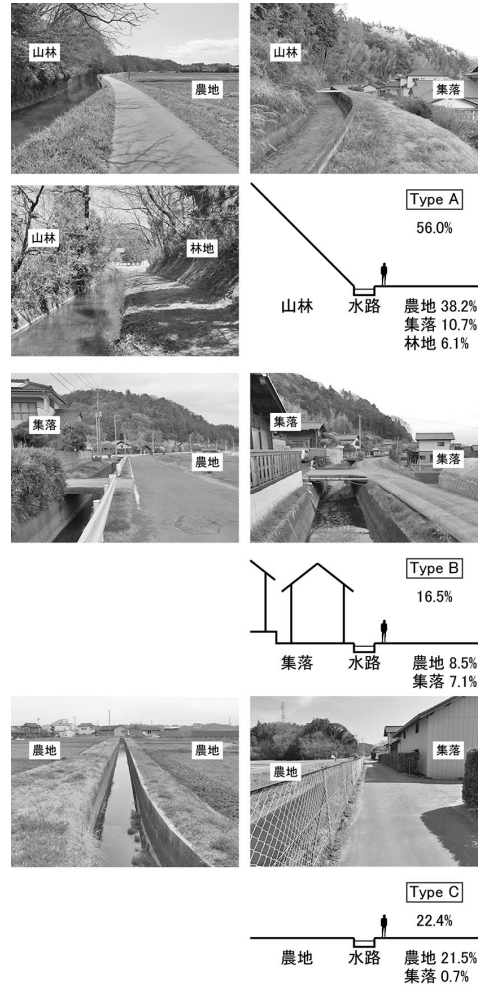 山林
農地
山林
集落
山林
林地
Type A
56.0%
山林 水路 農地 38.2%
集落 10.7%
林地 6.1%
集落
農地
集落
集落
Type B
16.5%
集落 水路 農地 8.5%
集落 7.1%
農地
農地
農地
集落
Type C
22.4%
農地 水路 農地 21.5%
集落 0.7%